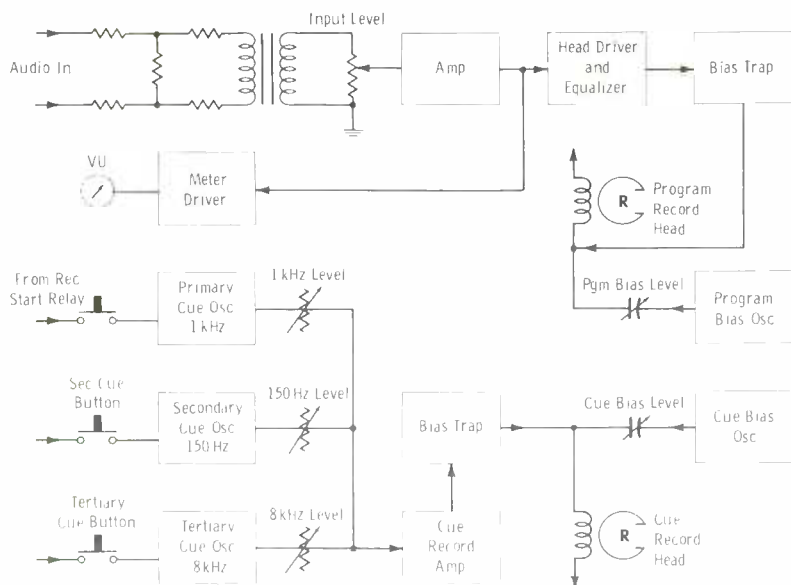 Input Level
Audio In
Amp
Head Driver
and
Equalizer
Bias Trap
VU
Meter
Driver
R
Program
Record
Head
From Rec
Start Relay
Primary
Cue Osc
1 kHz
1 kHz Level
Pgm Bias Level
Program
Bias Osc
Sec Cue
Button
Secondary
Cue Osc
150 Hz
150 Hz Level
Bias Trap
Cue Bias Level
Cue Bias
Osc
Tertiary
Cue Button
Tertiary
Cue Osc
8 kHz
8 kHz Level
Cue
Record
Amp
R
Cue
Record
Head